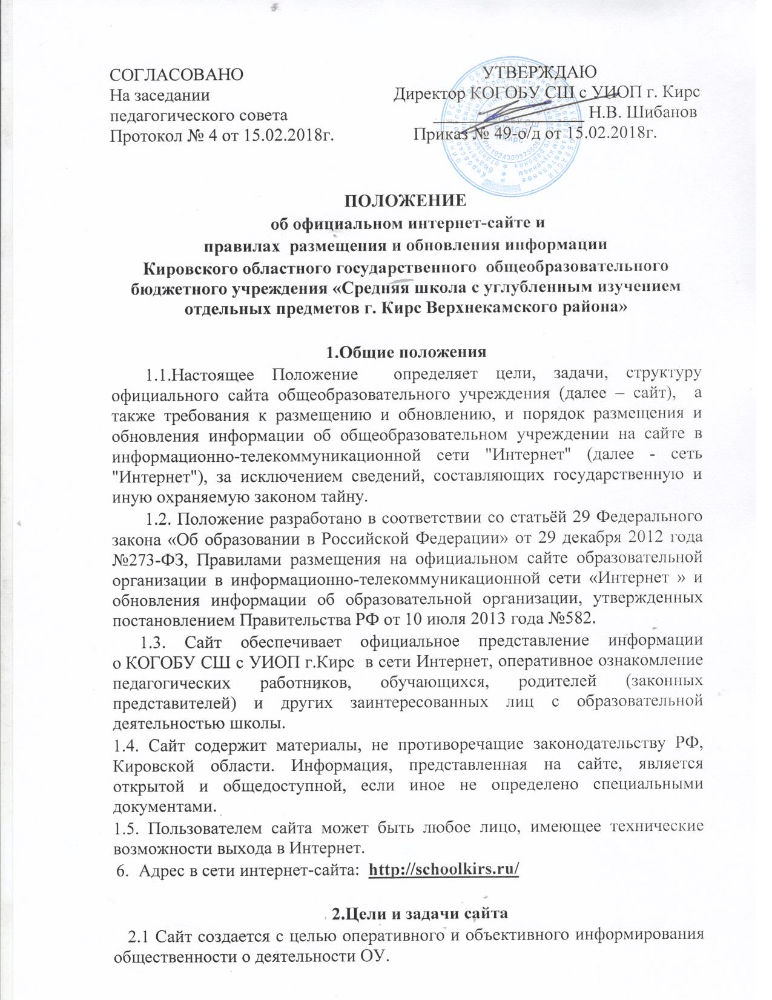 СОГЛАСОВАНО
На заседании
педагогического совета
Протокол № 4 от 15.02.2018г.
УТВЕРЖДАЮ
Директор КОГОБУ СШ с УИОП г. Кирс
Н.В. Шибанов
Приказ № 49-о/д от 15.02.2018г.
ПОЛОЖЕНИЕ
об официальном интернет-сайте и
правилах размещения и обновления информации
Кировского областного государственного общеобразовательного
бюджетного учреждения «Средняя школа с углубленным изучением
отдельных предметов г. Кирс Верхнекамского района»
1.Общие положения
1.1.Настоящее Положение определяет цели, задачи, структуру
официального сайта общеобразовательного учреждения (далее – сайт), а
также требования к размещению и обновлению, и порядок размещения и
обновления информации об общеобразовательном учреждении на сайте в
информационно-телекоммуникационной сети "Интернет" (далее - сеть
"Интернет"), за исключением сведений, составляющих государственную и
иную охраняемую законом тайну.
1.2. Положение разработано в соответствии со статьёй 29 Федерального
закона «Об образовании в Российской Федерации» от 29 декабря 2012 года
№273-ФЗ, Правилами размещения на официальном сайте образовательной
организации в информационно-телекоммуникационной сети «Интернет » и
обновления информации об образовательной организации, утвержденных
постановлением Правительства РФ от 10 июля 2013 года №582.
1.3. Сайт обеспечивает официальное представление информации
о КОГОБУ СШ с УИОП г.Кирс в сети Интернет, оперативное ознакомление
педагогических работников, обучающихся, родителей (законных
представителей) и других заинтересованных лиц с образовательной
деятельностью школы.
1.4. Сайт содержит материалы, не противоречащие законодательству РФ,
Кировской области. Информация, представленная на сайте, является
открытой и общедоступной, если иное не определено специальными
документами.
1.5. Пользователем сайта может быть любое лицо, имеющее технические
возможности выхода в Интернет.
6. Адрес в сети интернет-сайта: http://schoolkirs.ru/
2.Цели и задачи сайта
2.1 Сайт создается с целью оперативного и объективного информирования
общественности о деятельности ОУ.